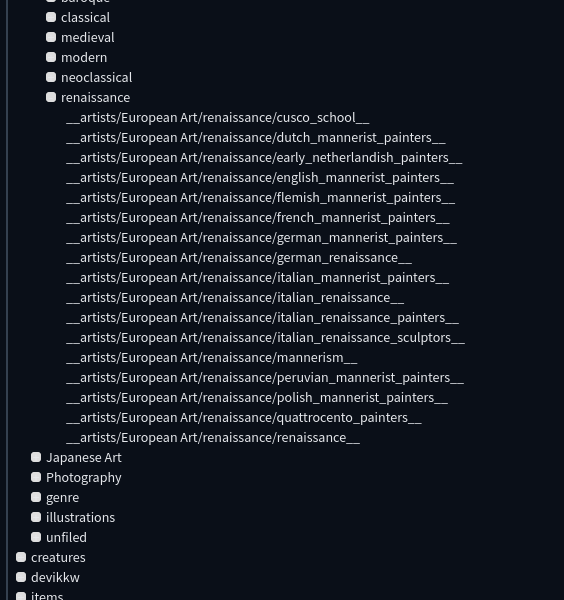 baroque
classical
medieval
modern
neoclassical
renaissance
__artists/European Art/renaissance/cusco_school__
__artists/European Art/renaissance/dutch_mannerist_painters__
__artists/European Art/renaissance/early_netherlandish_painters__
__artists/European Art/renaissance/english_mannerist_painters__
__artists/European Art/renaissance/flemish_mannerist_painters__
__artists/European Art/renaissance/french_mannerist_painters__
__artists/European Art/renaissance/german_mannerist_painters__
__artists/European Art/renaissance/german_renaissance__
__artists/European Art/renaissance/italian_mannerist_painters__
__artists/European Art/renaissance/italian_renaissance__
__artists/European Art/renaissance/italian_renaissance_painters__
__artists/European Art/renaissance/italian_renaissance_sculptors__
__artists/European Art/renaissance/mannerism__
__artists/European Art/renaissance/peruvian_mannerist_painters__
__artists/European Art/renaissance/polish_mannerist_painters__
__artists/European Art/renaissance/quattrocento_painters__
__artists/European Art/renaissance/renaissance__
Japanese Art
Photography
genre
illustrations
unfiled
creatures
devikkw
items